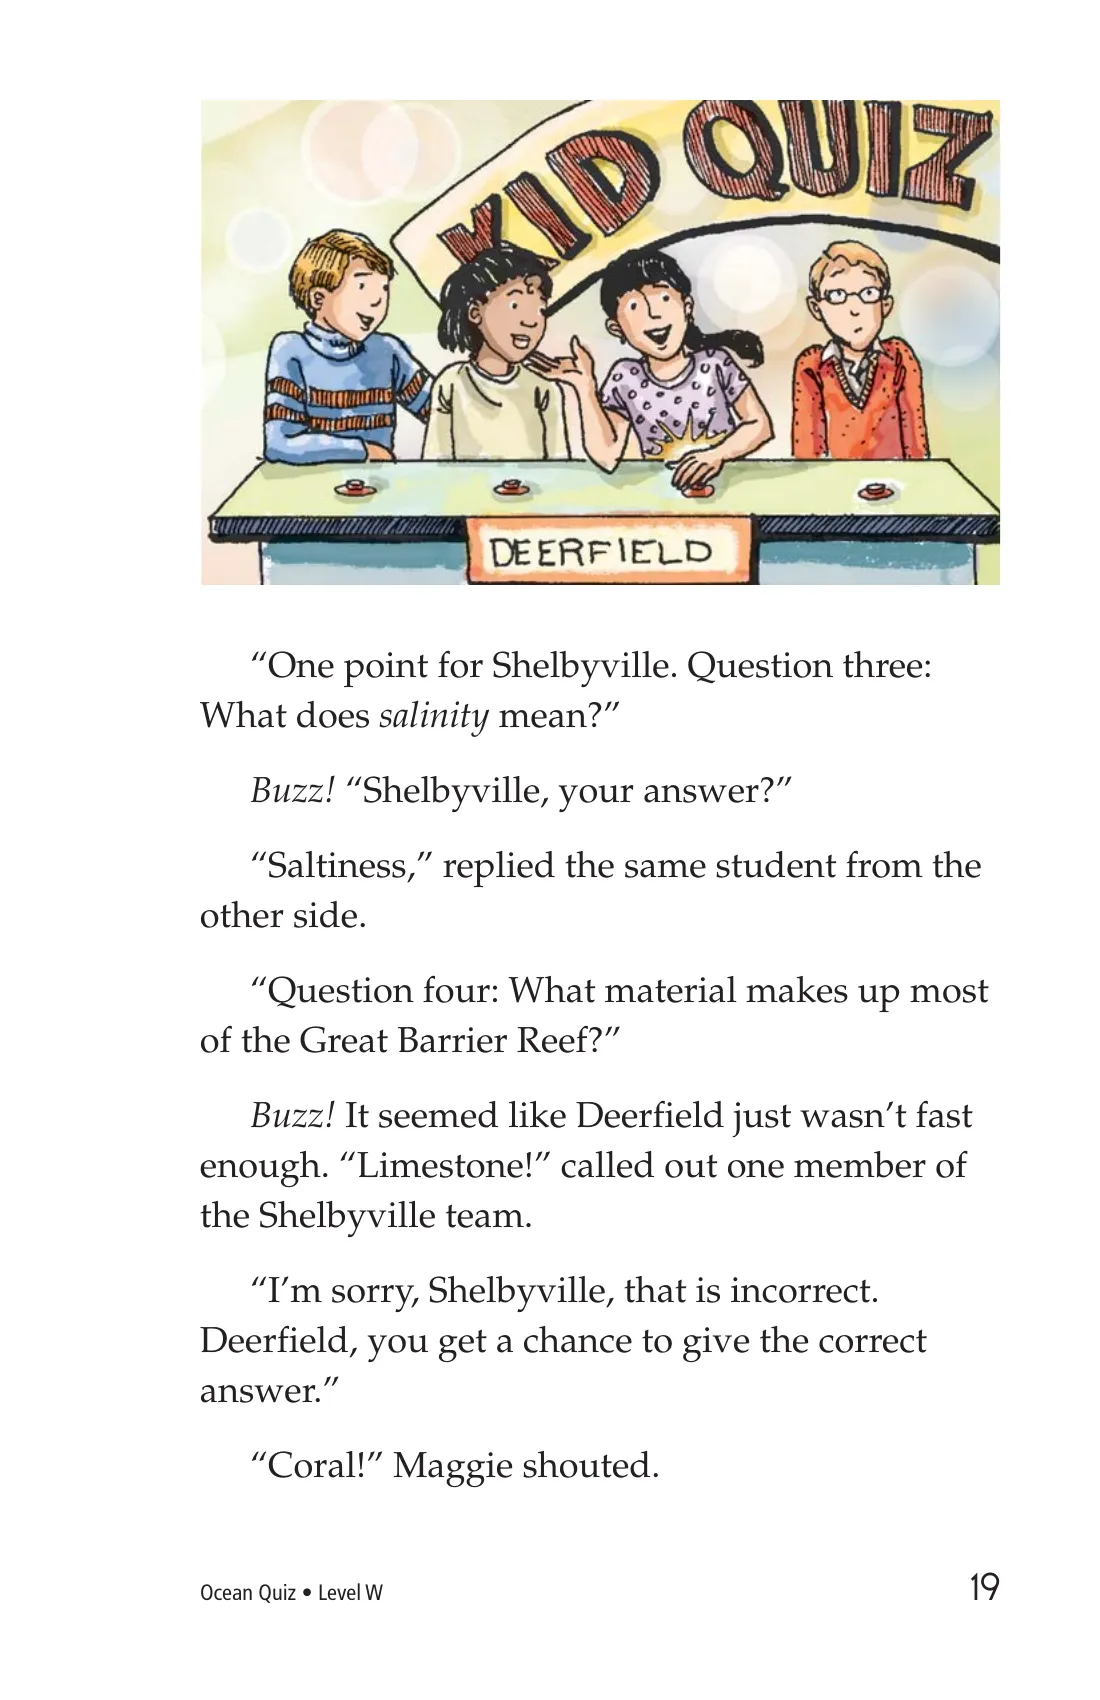 KID QUIZ
DEERFIELD
“One point for Shelbyville. Question three:
What does salinity mean?”
Buzz! “Shelbyville, your answer?”
“Saltiness,” replied the same student from the
other side.
“Question four: What material makes up most
of the Great Barrier Reef?”
Buzz! It seemed like Deerfield just wasn’t fast
enough. “Limestone!” called out one member of
the Shelbyville team.
“I’m sorry, Shelbyville, that is incorrect.
Deerfield, you get a chance to give the correct
answer.”
“Coral!” Maggie shouted.
Ocean Quiz • Level W
19